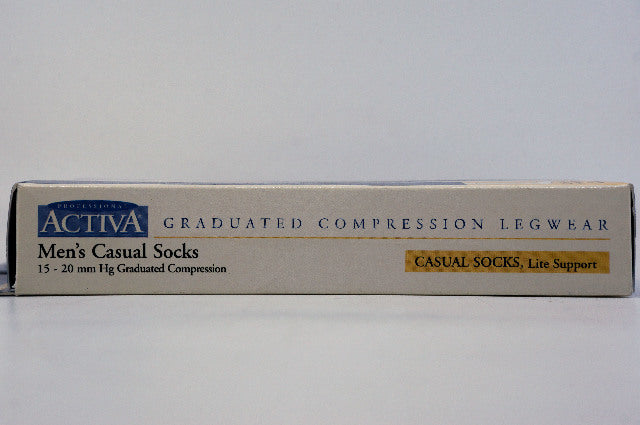 PROFESSIONAL
ACTIVA®
GRADUATED COMPRESSION LEGWEAR
Men's Casual Socks
15 - 20 mm Hg Graduated Compression
CASUAL SOCKS, Lite Support